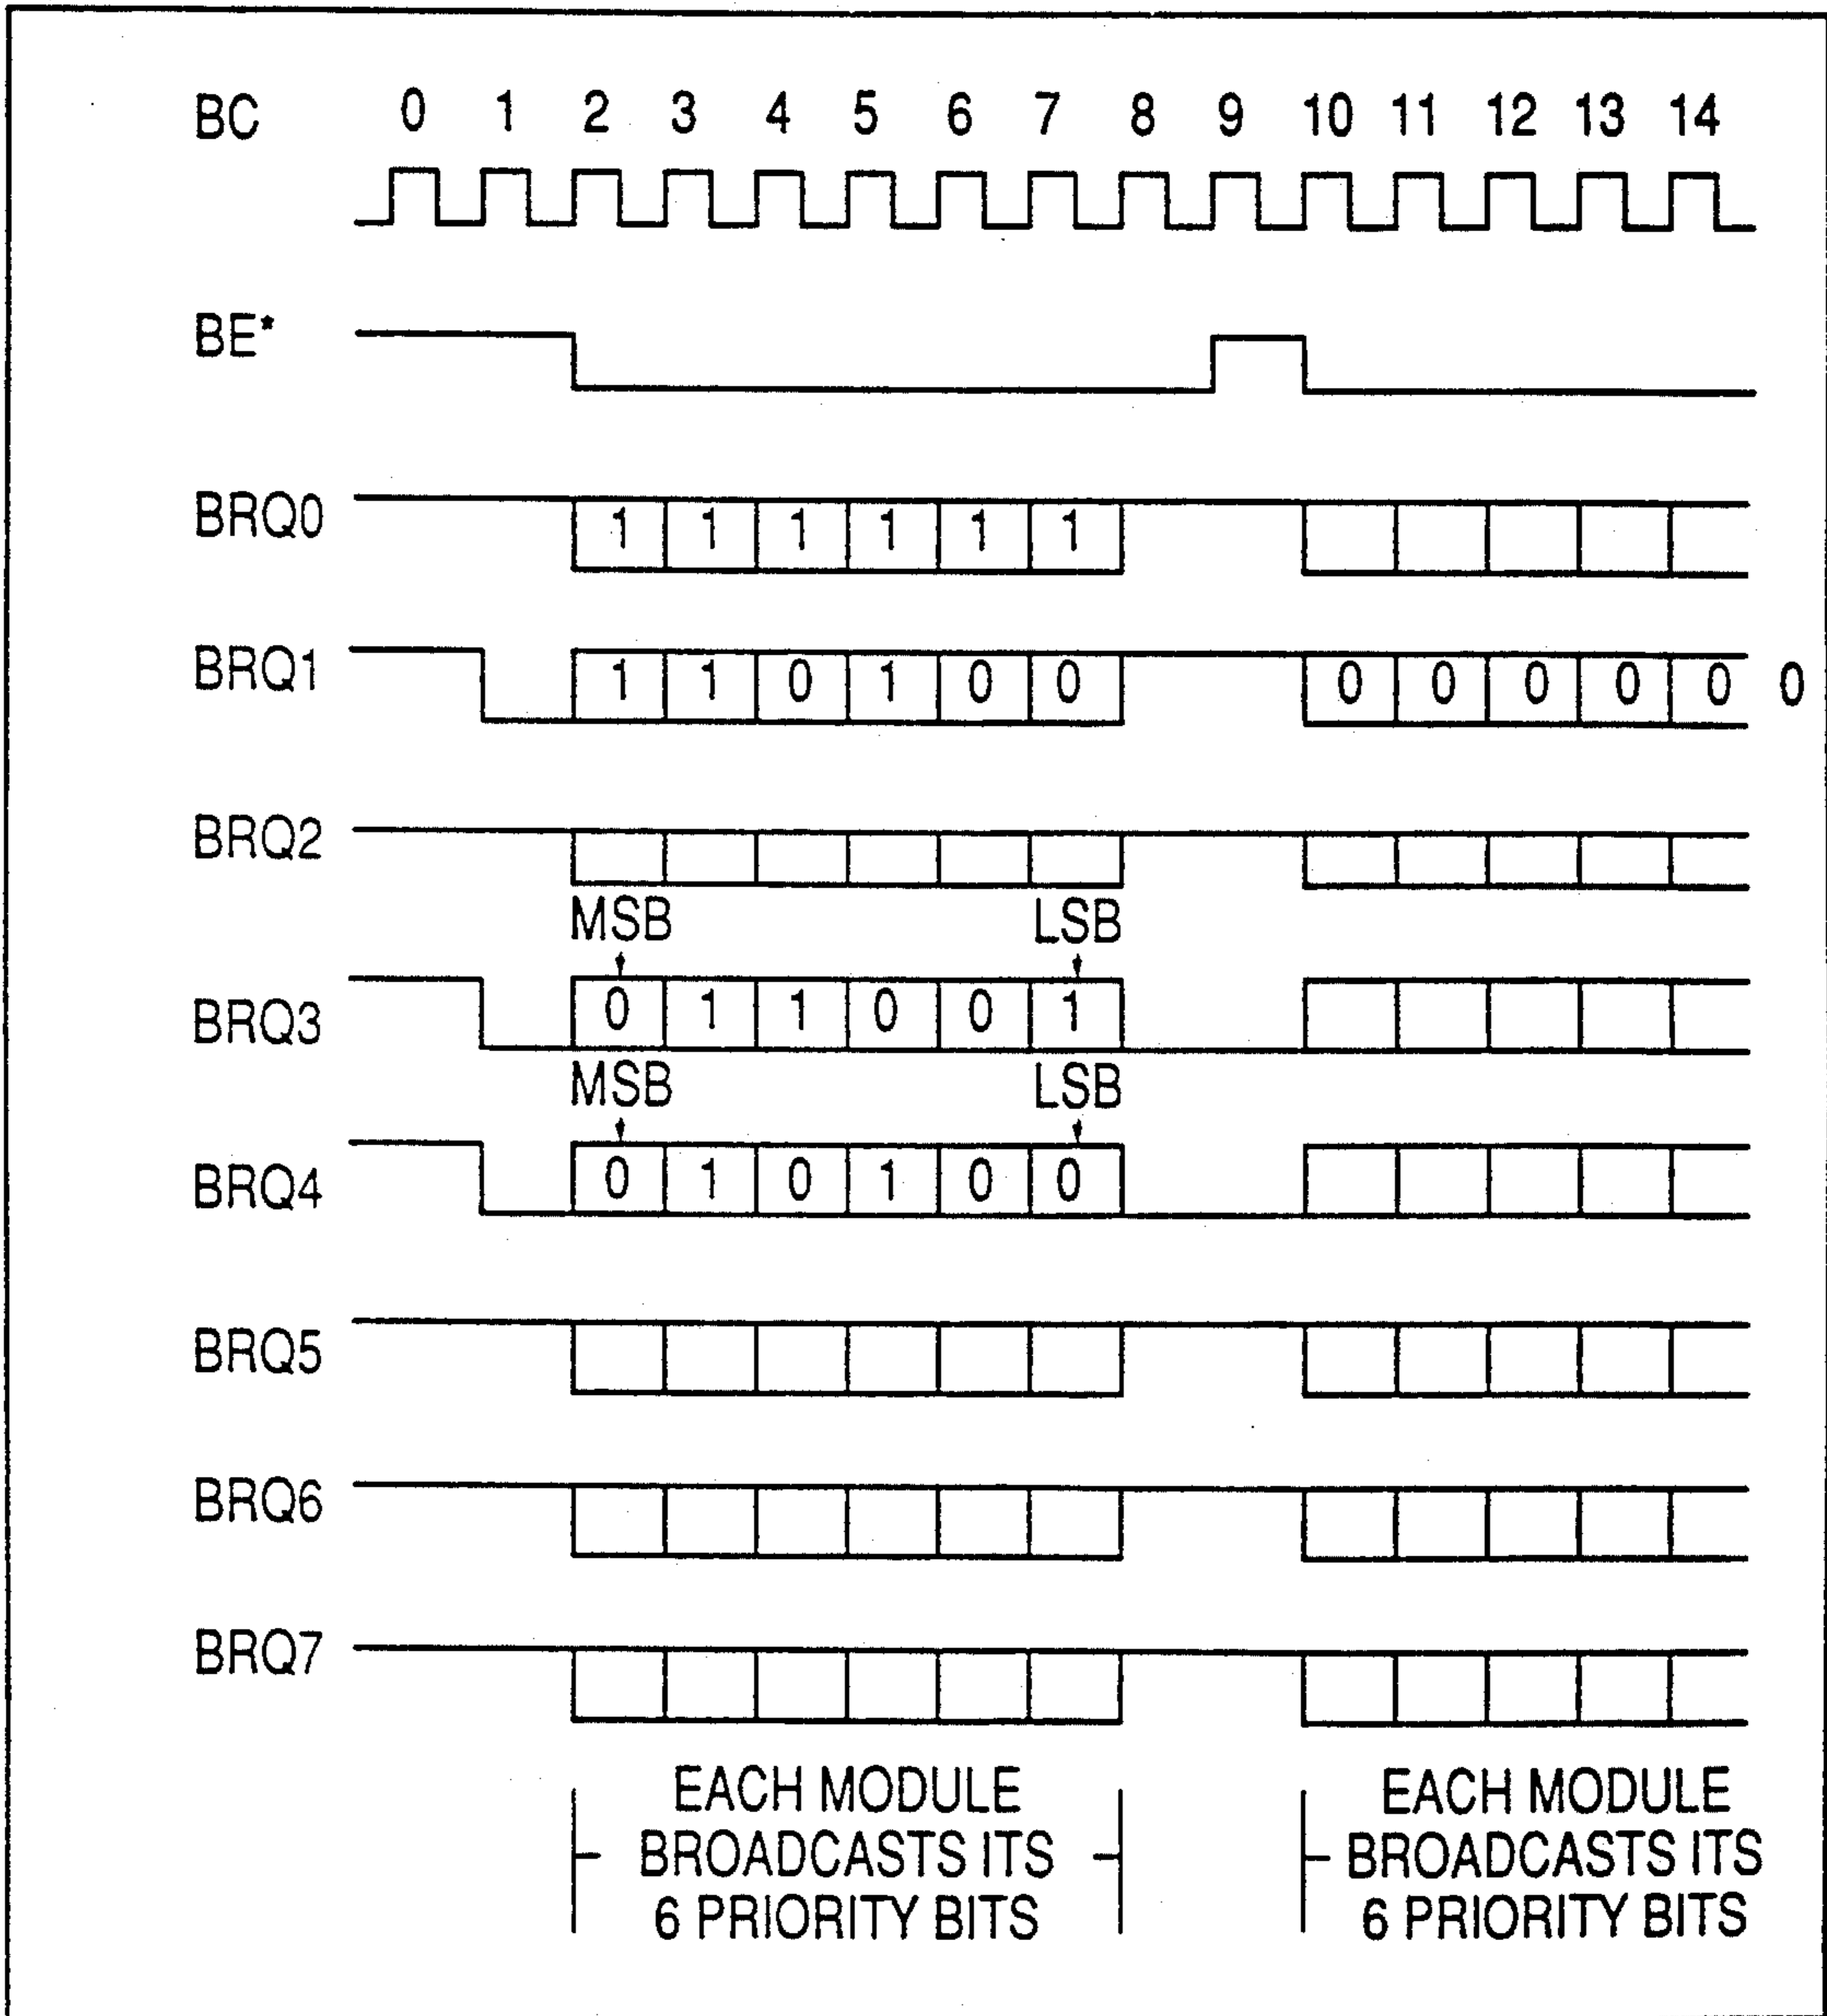 BC 0 1 2 3 4 5 6 7 8 9 10 11 12 13 14
BE*
BRQ0 1 1 1 1 1 1
BRQ1 1 1 0 1 0 0 0 0 0 0 0 0
BRQ2
MSB LSB
BRQ3 0 1 1 0 0 1
MSB LSB
BRQ4 0 1 0 1 0 0
BRQ5
BRQ6
BRQ7
EACH MODULE
BROADCASTS ITS
6 PRIORITY BITS
EACH MODULE
BROADCASTS ITS
6 PRIORITY BITS